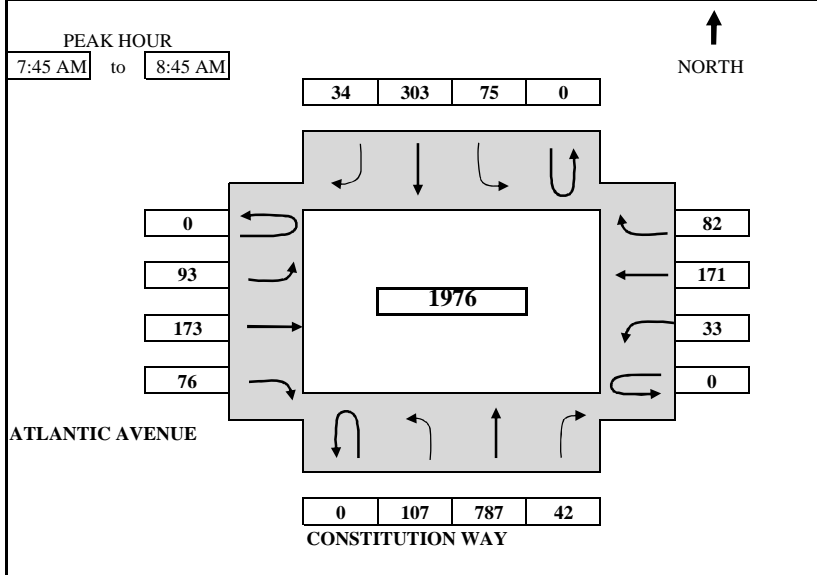 PEAK HOUR
7:45 AM to 8:45 AM
NORTH
34 303 75 0
0 82
93 171
1976
173 33
76 0
ATLANTIC AVENUE
0 107 787 42
CONSTITUTION WAY